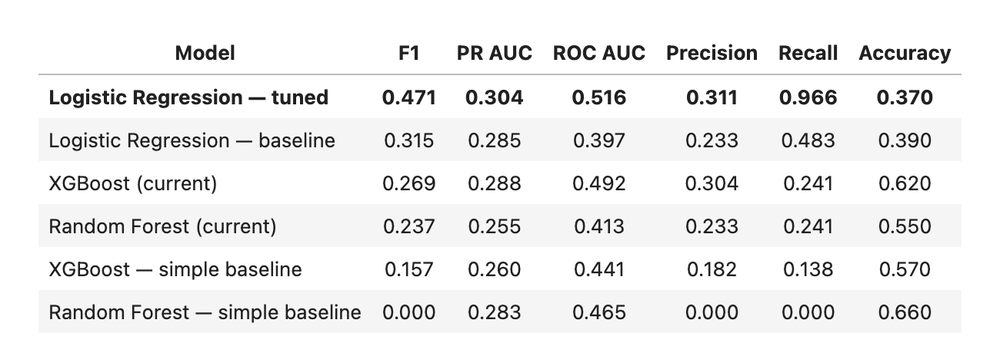 Model F1 PR AUC ROC AUC Precision Recall Accuracy
Logistic Regression — tuned 0.471 0.304 0.516 0.311 0.966 0.370
Logistic Regression — baseline 0.315 0.285 0.397 0.233 0.483 0.390
XGBoost (current) 0.269 0.288 0.492 0.304 0.241 0.620
Random Forest (current) 0.237 0.255 0.413 0.233 0.241 0.550
XGBoost — simple baseline 0.157 0.260 0.441 0.182 0.138 0.570
Random Forest — simple baseline 0.000 0.283 0.465 0.000 0.000 0.660